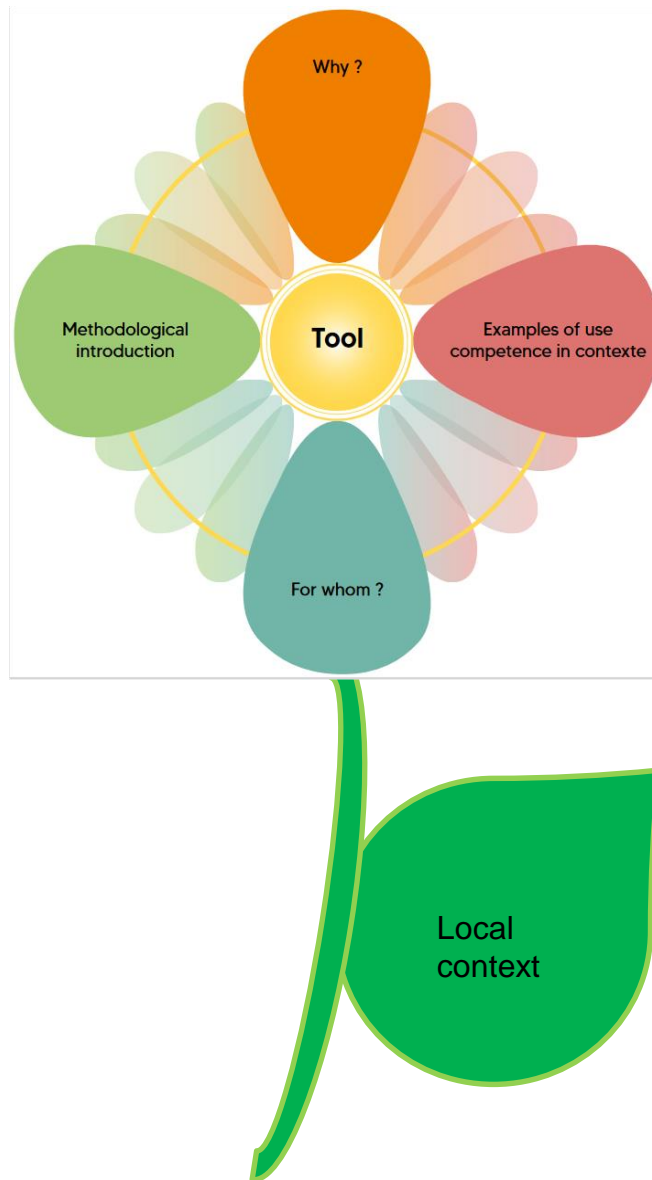 Why ?
Methodological
introduction
Tool
Examples of use
competence in contexte
For whom ?
Local
context